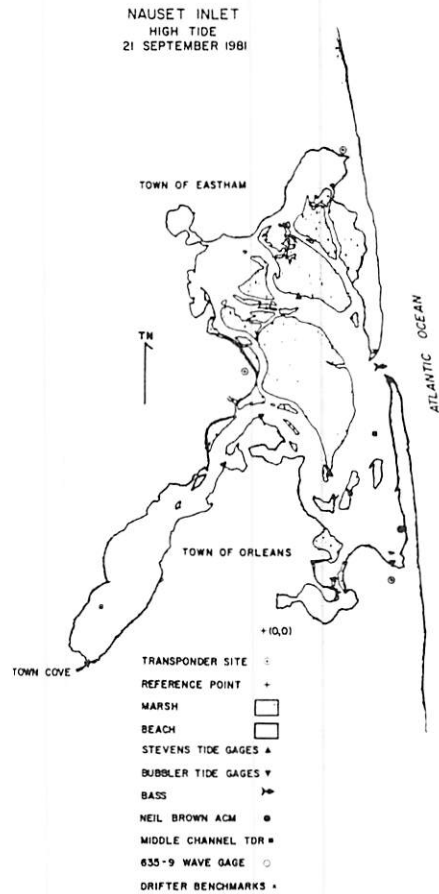 NAUSET INLET
HIGH TIDE
21 SEPTEMBER 1981
TOWN OF EASTHAM
TN
ATLANTIC OCEAN
TOWN OF ORLEANS
+(0,0)
TOWN COVE
TRANSPONDER SITE
REFERENCE POINT +
MARSH
BEACH
STEVENS TIDE GAGES ▲
BUBBLER TIDE GAGES ▼
BASS
NEIL BROWN ACM ●
MIDDLE CHANNEL TDR ■
635-9 WAVE GAGE ○
DRIFTER BENCHMARKS